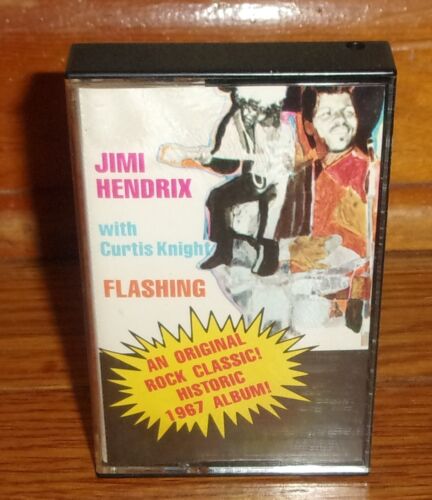 JIMI
HENDRIX
with
Curtis Knight
FLASHING
AN ORIGINAL
ROCK CLASSIC!
HISTORIC
1967 ALBUM!